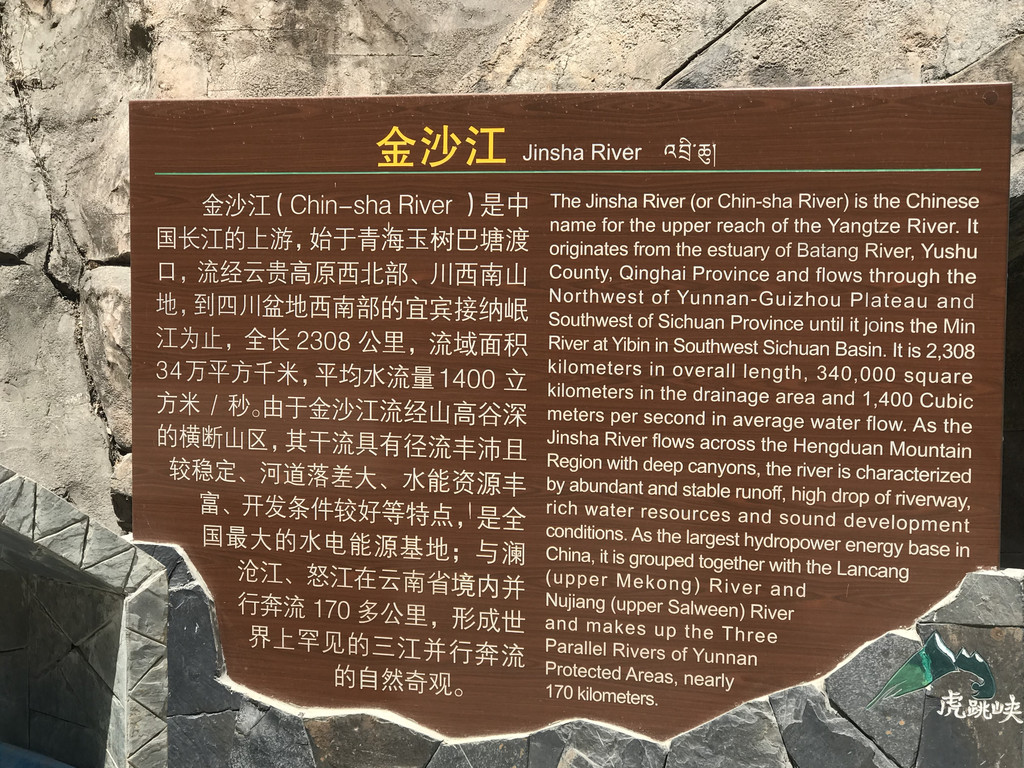 金沙江 Jinsha River འབྲི་ཆུ།
金沙江（Chin-sha River ）是中
国长江的上游，始于青海玉树巴塘渡
口，流经云贵高原西北部、川西南山
地，到四川盆地西南部的宜宾接纳岷
江为止，全长 2308 公里，流域面积
34万平方千米，平均水流量1400 立
方米 / 秒。由于金沙江流经山高谷深
的横断山区，其干流具有径流丰沛且
较稳定、河道落差大、水能资源丰
富、开发条件较好等特点，是全
国最大的水电能源基地；与澜
沧江、怒江在云南省境内并
行奔流 170 多公里，形成世
界上罕见的三江并行奔流
的自然奇观。
The Jinsha River (or Chin-sha River) is the Chinese
name for the upper reach of the Yangtze River. It
originates from the estuary of Batang River, Yushu
County, Qinghai Province and flows through the
Northwest of Yunnan-Guizhou Plateau and
Southwest of Sichuan Province until it joins the Min
River at Yibin in Southwest Sichuan Basin. It is 2,308
kilometers in overall length, 340,000 square
kilometers in the drainage area and 1,400 Cubic
meters per second in average water flow. As the
Jinsha River flows across the Hengduan Mountain
Region with deep canyons, the river is characterized
by abundant and stable runoff, high drop of riverway,
rich water resources and sound development
conditions. As the largest hydropower energy base in
China, it is grouped together with the Lancang
(upper Mekong) River and
Nujiang (upper Salween) River
and makes up the Three
Parallel Rivers of Yunnan
Protected Areas, nearly
170 kilometers.
虎跳峡